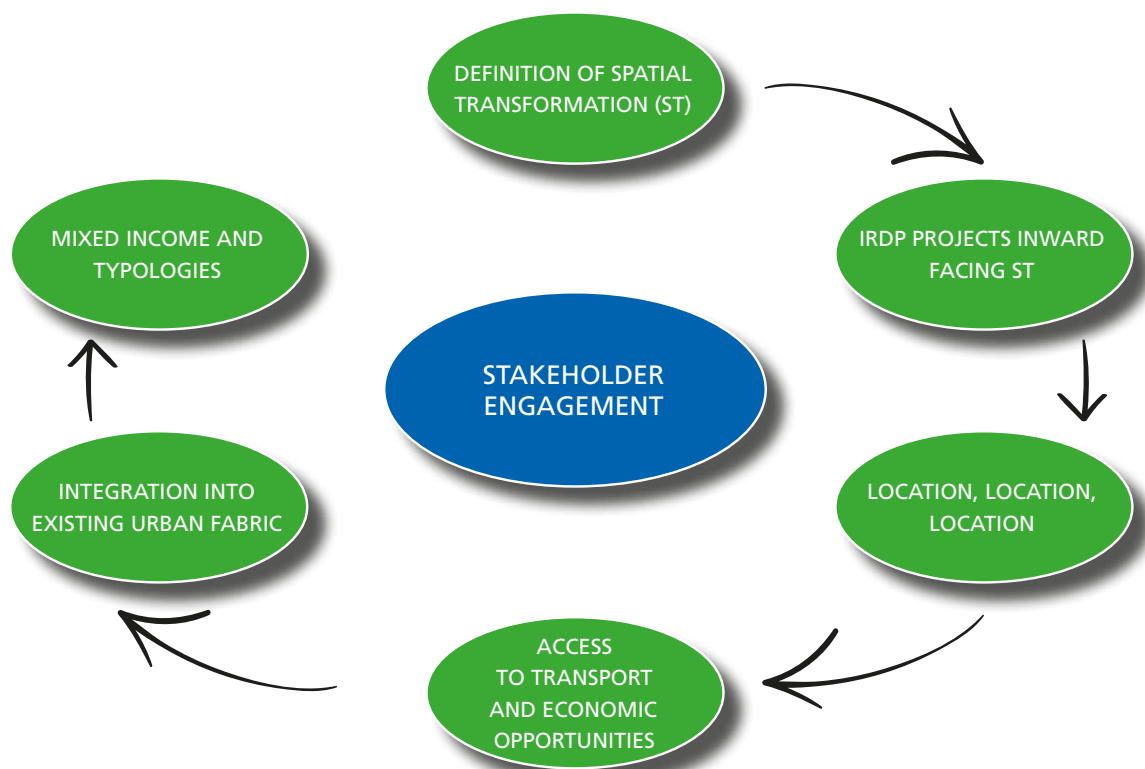 DEFINITION OF SPATIAL
TRANSFORMATION (ST)
IRDP PROJECTS INWARD
FACING ST
LOCATION, LOCATION,
LOCATION
ACCESS
TO TRANSPORT
AND ECONOMIC
OPPORTUNITIES
INTEGRATION INTO
EXISTING URBAN FABRIC
MIXED INCOME AND
TYPOLOGIES
STAKEHOLDER
ENGAGEMENT